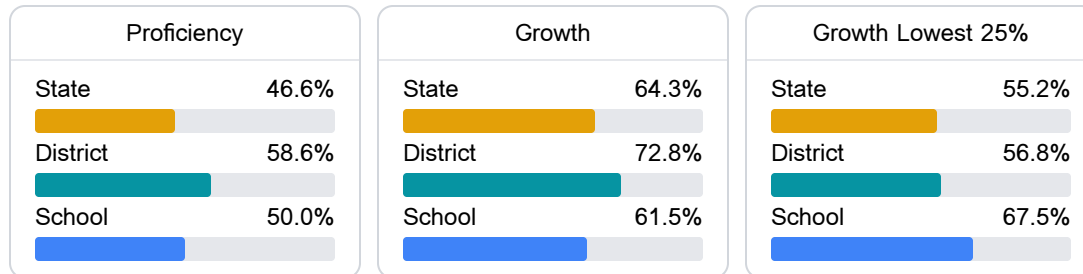 Proficiency
State 46.6%
District 58.6%
School 50.0%
Growth
State 64.3%
District 72.8%
School 61.5%
Growth Lowest 25%
State 55.2%
District 56.8%
School 67.5%